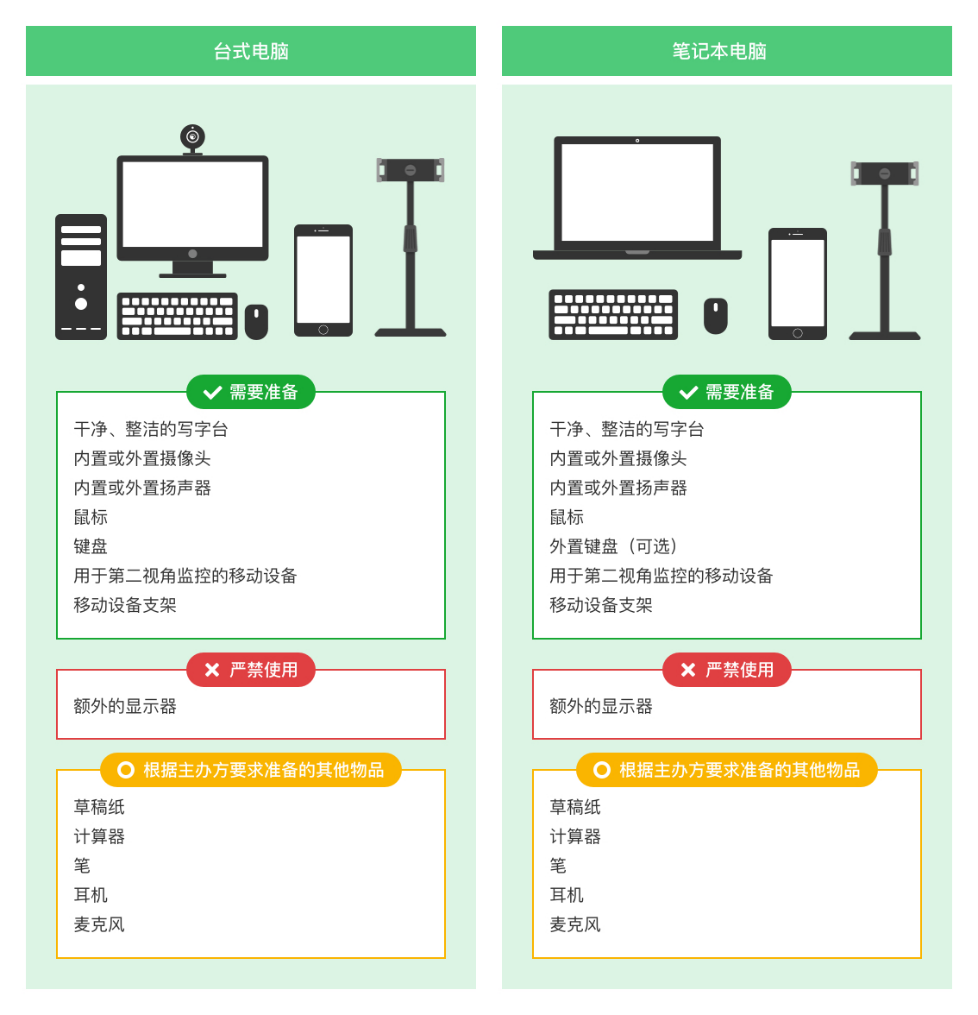 台式电脑
需要准备
干净、整洁的写字台
内置或外置摄像头
内置或外置扬声器
鼠标
键盘
用于第二视角监控的移动设备
移动设备支架
严禁使用
额外的显示器
根据主办方要求准备的其他物品
草稿纸
计算器
笔
耳机
麦克风
笔记本电脑
需要准备
干净、整洁的写字台
内置或外置摄像头
内置或外置扬声器
鼠标
外置键盘（可选）
用于第二视角监控的移动设备
移动设备支架
严禁使用
额外的显示器
根据主办方要求准备的其他物品
草稿纸
计算器
笔
耳机
麦克风